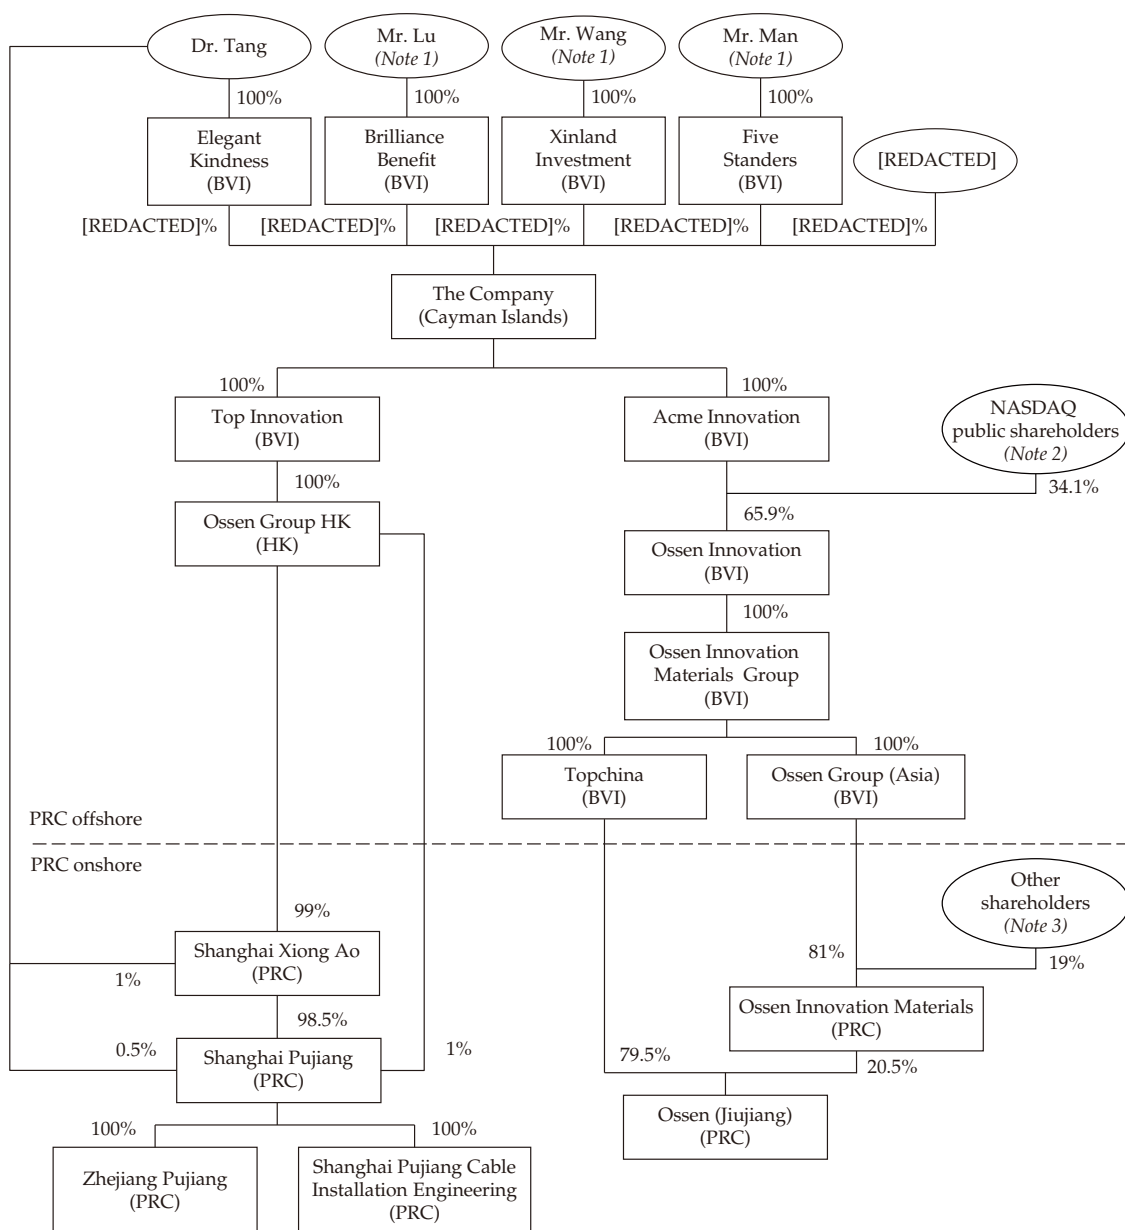 Dr. Tang
Mr. Lu
(Note 1)
Mr. Wang
(Note 1)
Mr. Man
(Note 1)
100%
100%
100%
100%
Elegant
Kindness
(BVI)
Brilliance
Benefit
(BVI)
Xinland
Investment
(BVI)
Five
Standers
(BVI)
[REDACTED]
[REDACTED]%
[REDACTED]%
[REDACTED]%
[REDACTED]%
[REDACTED]%
The Company
(Cayman Islands)
100%
100%
Top Innovation
(BVI)
Acme Innovation
(BVI)
NASDAQ
public shareholders
(Note 2)
100%
34.1%
65.9%
Ossen Group HK
(HK)
Ossen Innovation
(BVI)
100%
Ossen Innovation
Materials Group
(BVI)
100%
100%
Topchina
(BVI)
Ossen Group (Asia)
(BVI)
PRC offshore
PRC onshore
Other
shareholders
(Note 3)
99%
Shanghai Xiong Ao
(PRC)
81%
19%
1%
Ossen Innovation Materials
(PRC)
98.5%
0.5%
Shanghai Pujiang
(PRC)
1%
79.5%
20.5%
Ossen (Jiujiang)
(PRC)
100%
100%
Zhejiang Pujiang
(PRC)
Shanghai Pujiang Cable
Installation Engineering
(PRC)